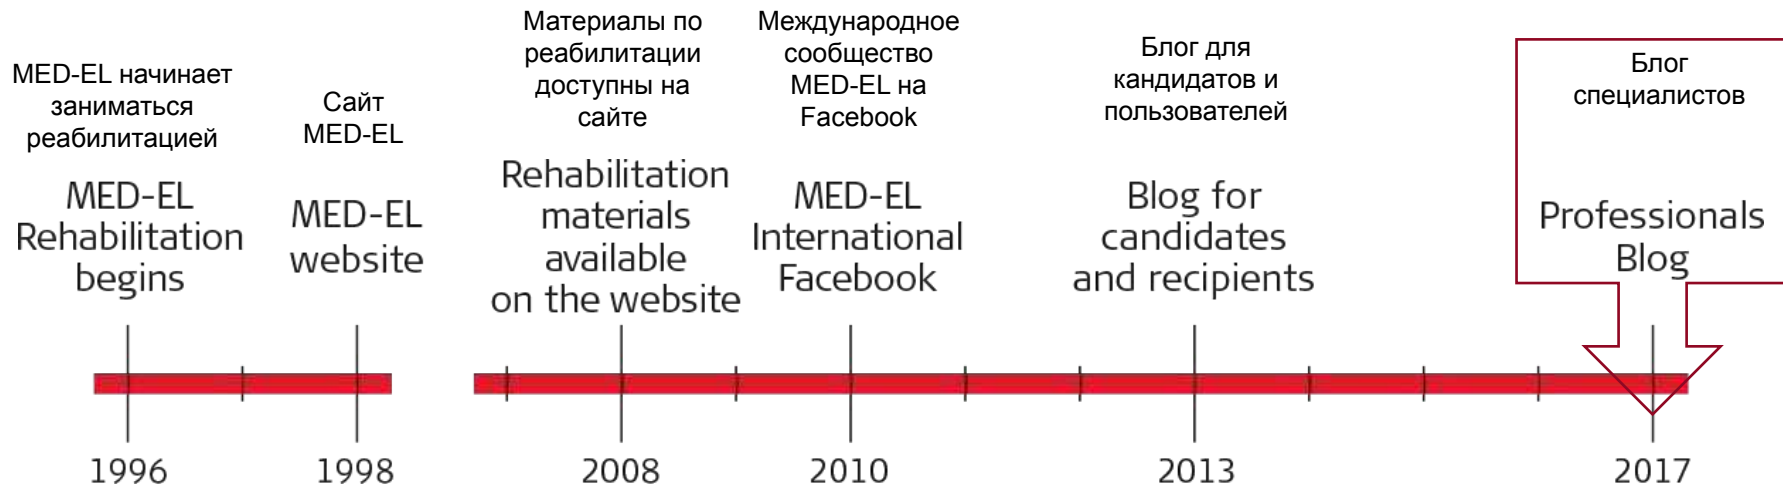 MED-EL начинает
заниматься
реабилитацией
MED-EL
Rehabilitation
begins
1996
Сайт
MED-EL
MED-EL
website
1998
Материалы по
реабилитации
доступны на
сайте
Rehabilitation
materials
available
on the website
2008
Международное
сообщество
MED-EL на
Facebook
MED-EL
International
Facebook
2010
Блог для
кандидатов и
пользователей
Blog for
candidates
and recipients
2013
Блог
специалистов
Professionals
Blog
2017